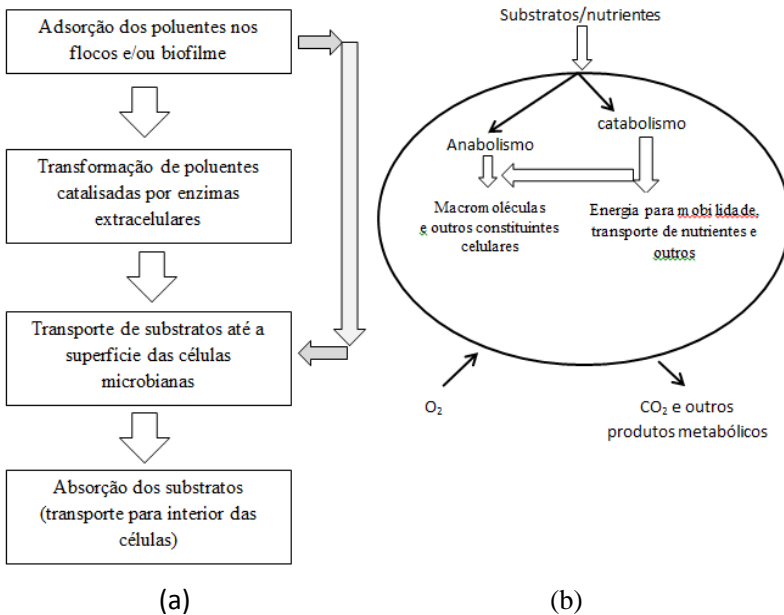 Adsorção dos poluentes nos
flocos e/ou biofilme
Transformação de poluentes
catalisadas por enzimas
extracelulares
Transporte de substratos até a
superfície das células
microbianas
Absorção dos substratos
(transporte para interior das
células)
(a)
Substratos/nutrientes
Anabolismo
catabolismo
Macromoléculas
e outros constituintes
celulares
Energia para mobilidade,
transporte de nutrientes e
outros
O₂
CO₂ e outros
produtos metabólicos
(b)